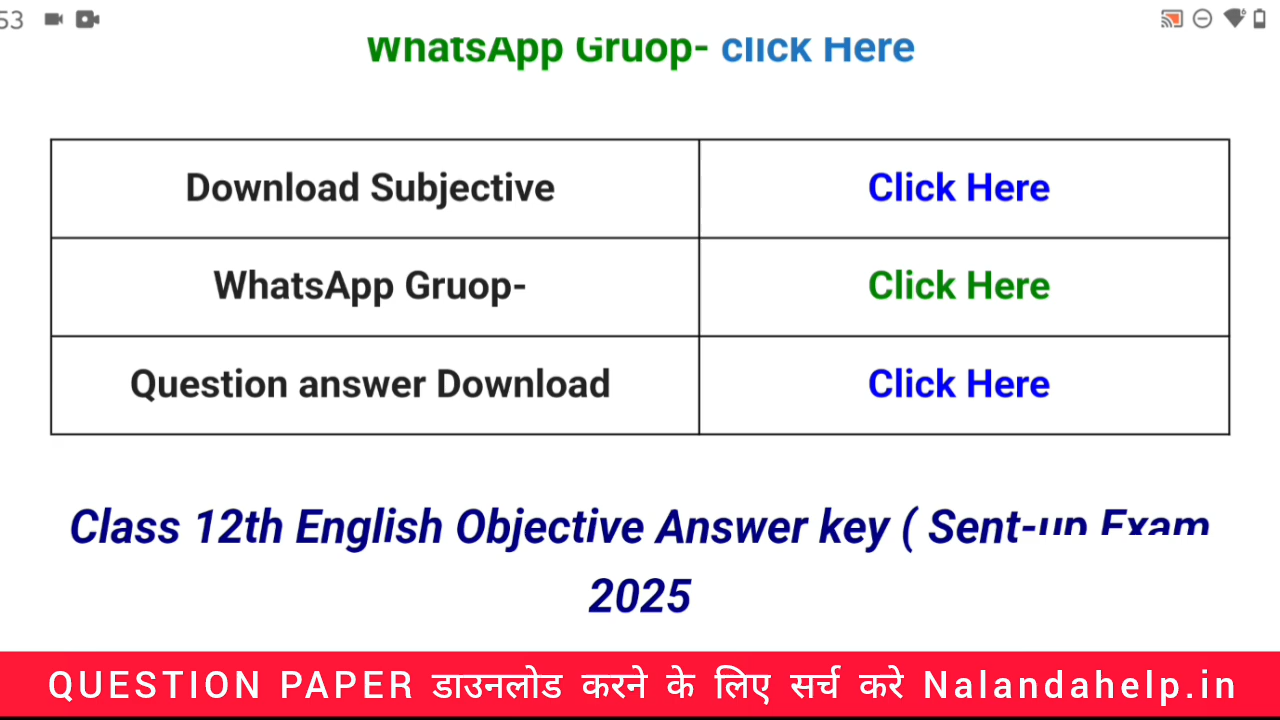 53
WhatsApp Gruop- click Here
Download Subjective Click Here
WhatsApp Gruop- Click Here
Question answer Download Click Here
Class 12th English Objective Answer key ( Sent-up Exam
2025
QUESTION PAPER डाउनलोड करने के लिए सर्च करे Nalandahelp.in